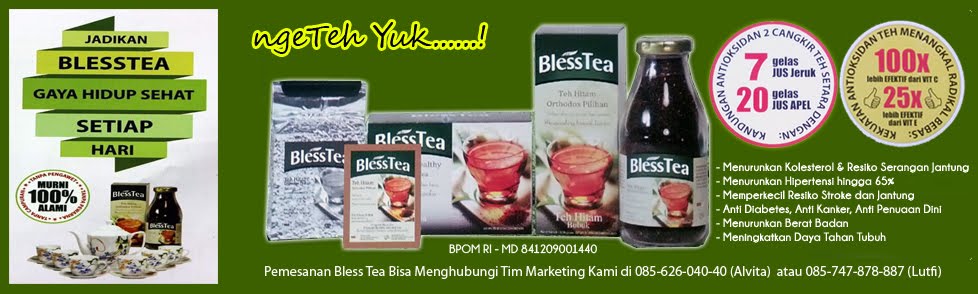 JADIKAN
BLESSTEA
GAYA HIDUP SEHAT
SETIAP
HARI
TANPA PENGAWET
MURNI
100%
ALAMI
BlessTea
ngeTeh Yuk......!
BlessTea
BlessTea
Teh Hitam
BlessTea
Teh Hitam
Orthodox Pilihan
Teh Hitam
Bubuk
BlessTea
BPOM RI - MD 841209001440
KANDUNGAN ANTIOKSIDAN 2 CANGKIR TEH SETARA DENGAN:
7 gelas
JUS Jeruk
20 gelas
JUS APEL
KEKUATAN ANTIOKSIDAN TEH MENANGKAL RADIKAL BEBAS:
100x
lebih EFEKTIF dari VIT C
25x
lebih EFEKTIF
dari VIT E
- Menurunkan Kolesterol & Resiko Serangan Jantung
- Menurunkan Hipertensi hingga 65%
- Memperkecil Resiko Stroke dan Jantung
- Anti Diabetes, Anti Kanker, Anti Penuaan Dini
- Menurunkan Berat Badan
- Meningkatkan Daya Tahan Tubuh
Pemesanan Bless Tea Bisa Menghubungi Tim Marketing Kami di 085-626-040-40 (Alvita) atau 085-747-878-887 (Lutfi)